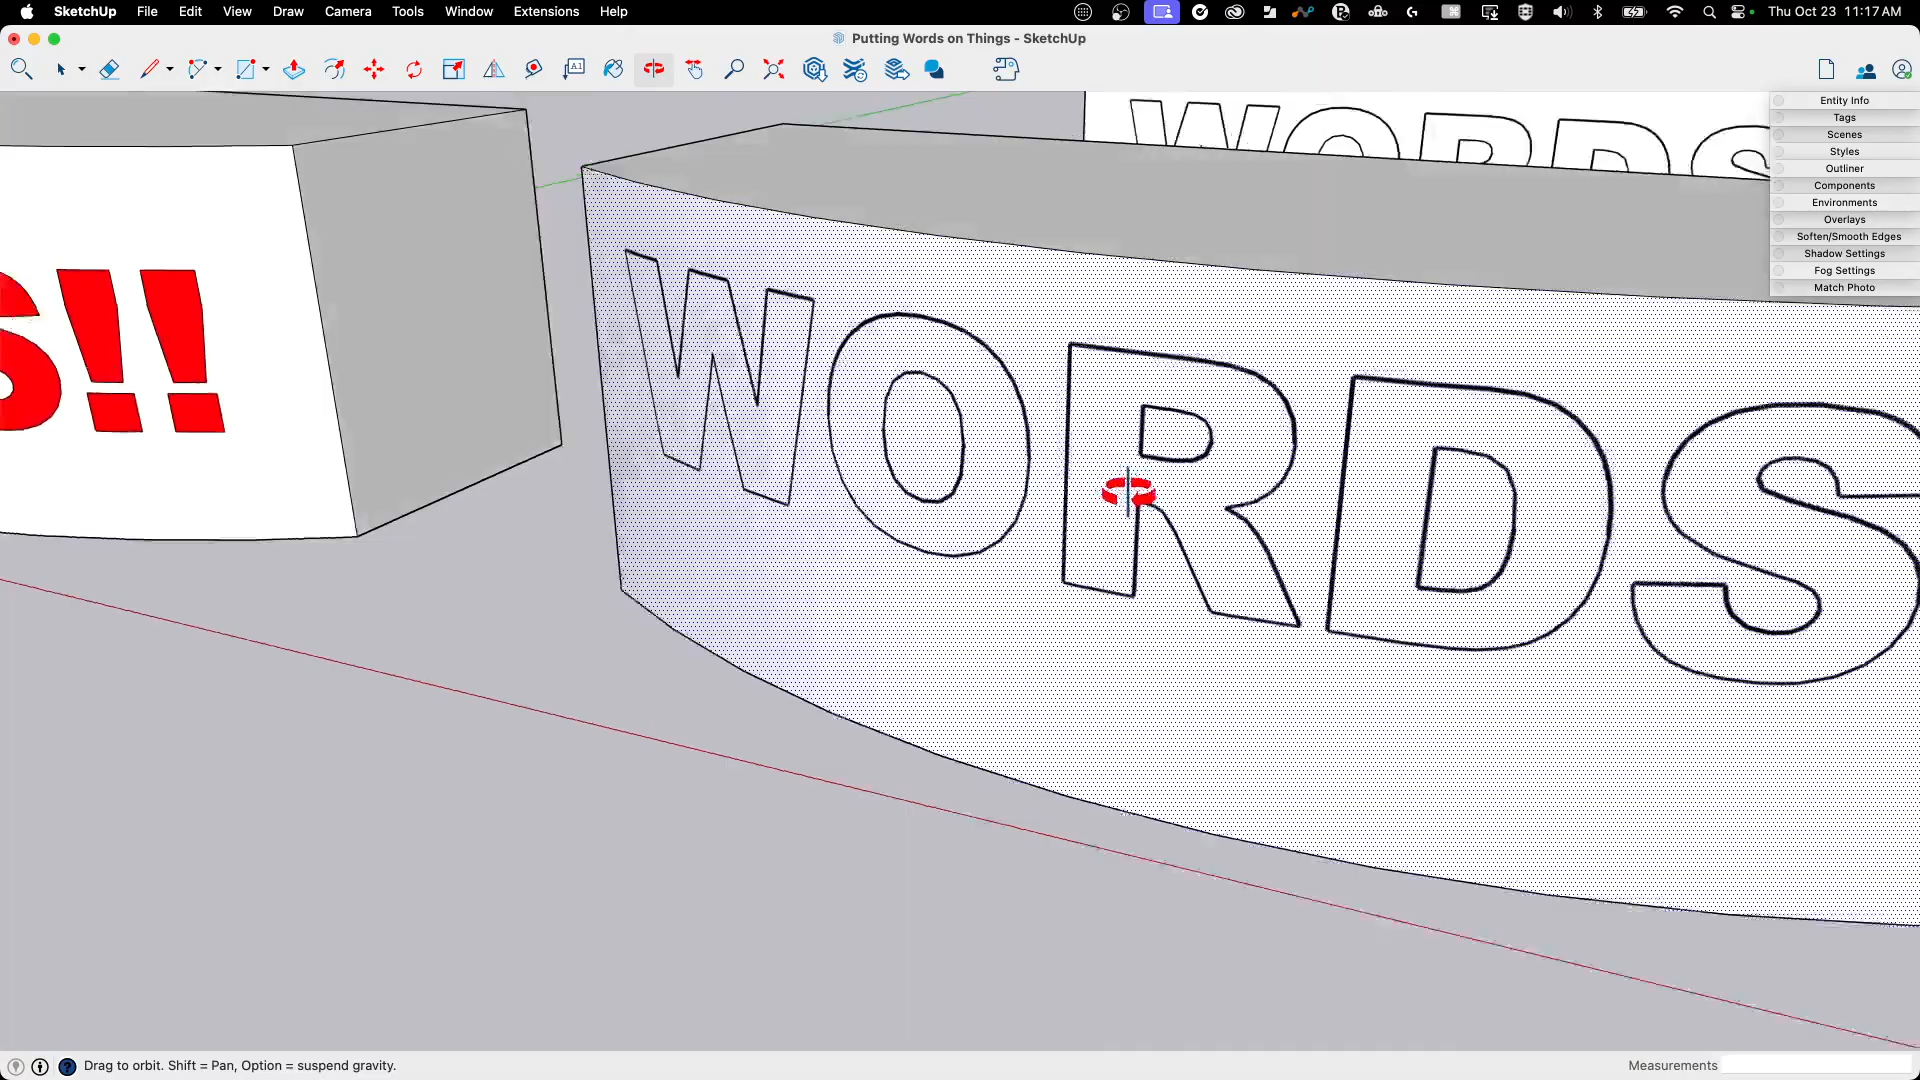 SketchUp File Edit View Draw Camera Tools Window Extensions Help Thu Oct 23 11:17 AM
Putting Words on Things - SketchUp
A1
Entity Info
Tags
Scenes
Styles
Outliner
Components
Environments
Overlays
Soften/Smooth Edges
Shadow Settings
Fog Settings
Match Photo
WORDS
S!!
WORDS
Drag to orbit. Shift = Pan, Option = suspend gravity.
Measurements